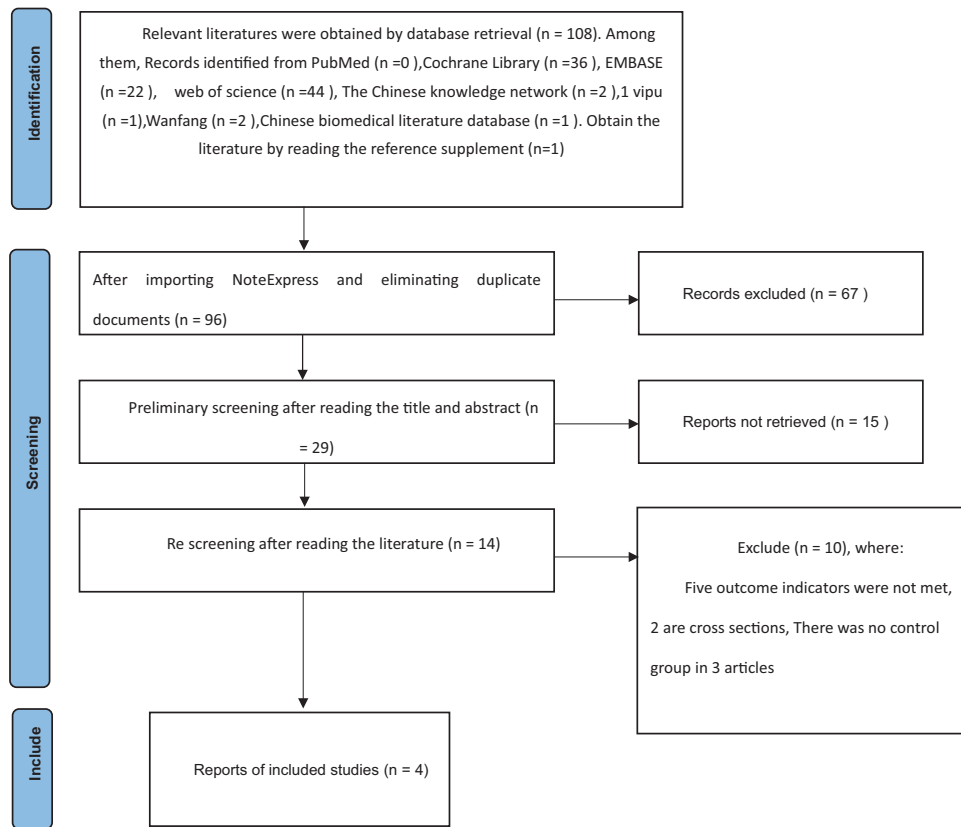 Identification
Relevant literatures were obtained by database retrieval (n = 108). Among
them, Records identified from PubMed (n =0 ),Cochrane Library (n =36 ), EMBASE
(n =22 ), web of science (n =44 ), The Chinese knowledge network (n =2 ),1 vipu
(n =1),Wanfang (n =2 ),Chinese biomedical literature database (n =1 ). Obtain the
literature by reading the reference supplement (n=1)
Screening
After importing NoteExpress and eliminating duplicate
documents (n = 96)
Records excluded (n = 67 )
Preliminary screening after reading the title and abstract (n
= 29)
Reports not retrieved (n = 15 )
Re screening after reading the literature (n = 14)
Exclude (n = 10), where:
Five outcome indicators were not met,
2 are cross sections, There was no control
group in 3 articles
Include
Reports of included studies (n = 4)